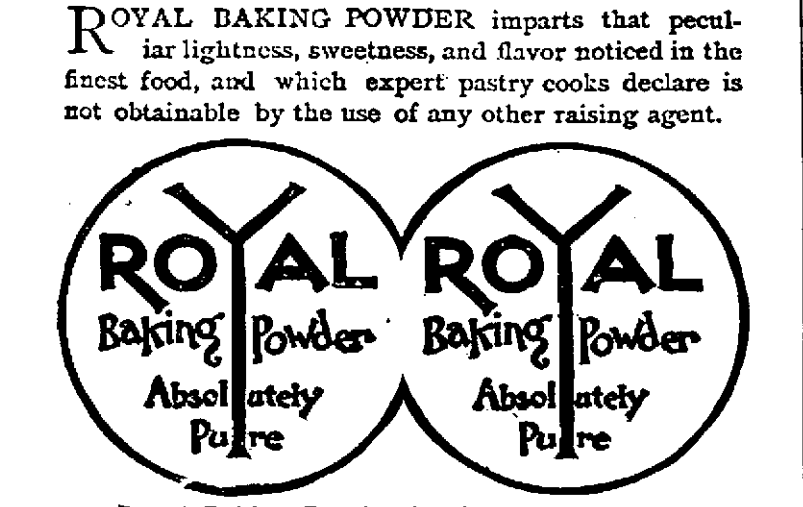 ROYAL BAKING POWDER imparts that pecul-
iar lightness, sweetness, and flavor noticed in the
finest food, and which expert pastry cooks declare is
not obtainable by the use of any other raising agent.
ROYAL ROYAL
Baking Powder Baking Powder
Absolutely Absolutely
Pure Pure